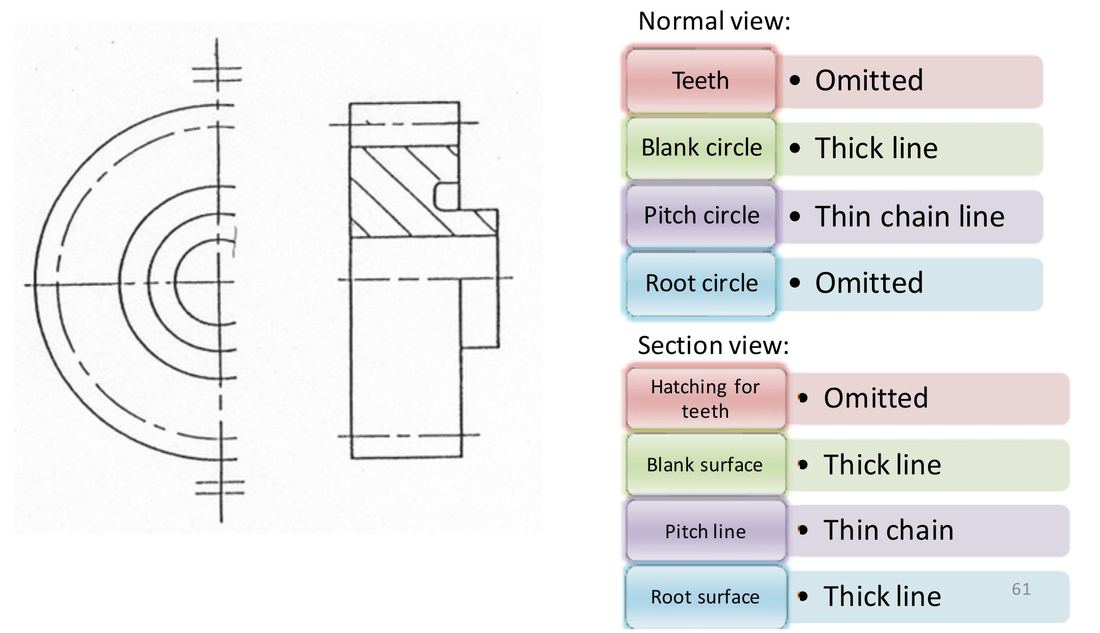 Normal view:
Teeth
• Omitted
Blank circle
• Thick line
Pitch circle
• Thin chain line
Root circle
• Omitted
Section view:
Hatching for
teeth
• Omitted
Blank surface
• Thick line
Pitch line
• Thin chain
Root surface
• Thick line
61